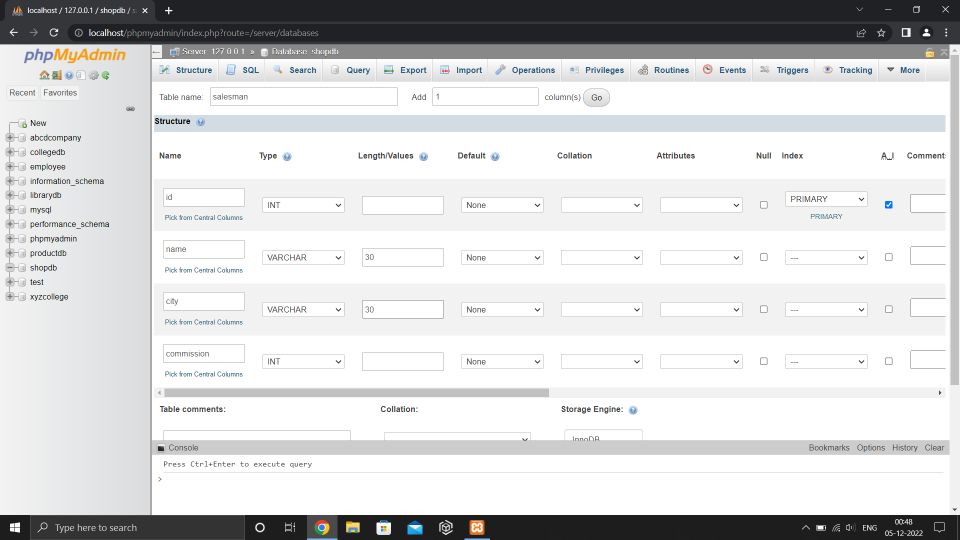 localhost / 127.0.0.1 / shopdb / s
localhost/phpmyadmin/index.php?route=/server/databases
phpMyAdmin
Recent Favorites
New
abcdcompany
collegedb
employee
information_schema
librarydb
mysql
performance_schema
phpmyadmin
productdb
shopdb
test
xyzcollege
Server: 127.0.0.1 » Database: shopdb
Structure SQL Search Query Export Import Operations Privileges Routines Events Triggers Tracking More
Table name: salesman Add 1 column(s) Go
Structure
Name Type Length/Values Default Collation Attributes Null Index A_I Comment
id INT None PRIMARY
Pick from Central Columns PRIMARY
name VARCHAR 30 None ---
Pick from Central Columns
city VARCHAR 30 None ---
Pick from Central Columns
commission INT None ---
Pick from Central Columns
Table comments: Collation: Storage Engine:
InnoDB
Console Bookmarks Options History Clear
Press Ctrl+Enter to execute query
>
Type here to search
ENG
00:48
05-12-2022